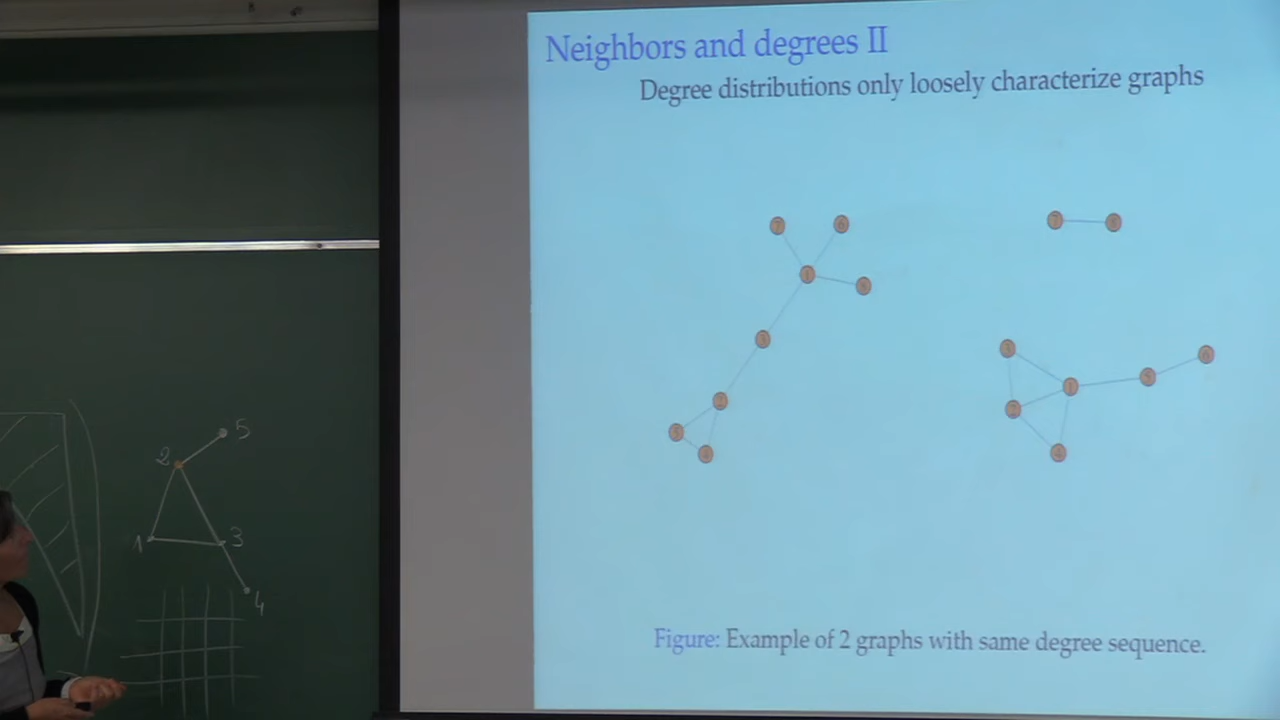 Neighbors and degrees II
Degree distributions only loosely characterize graphs
Figure: Example of 2 graphs with same degree sequence.
5
2
1
3
4